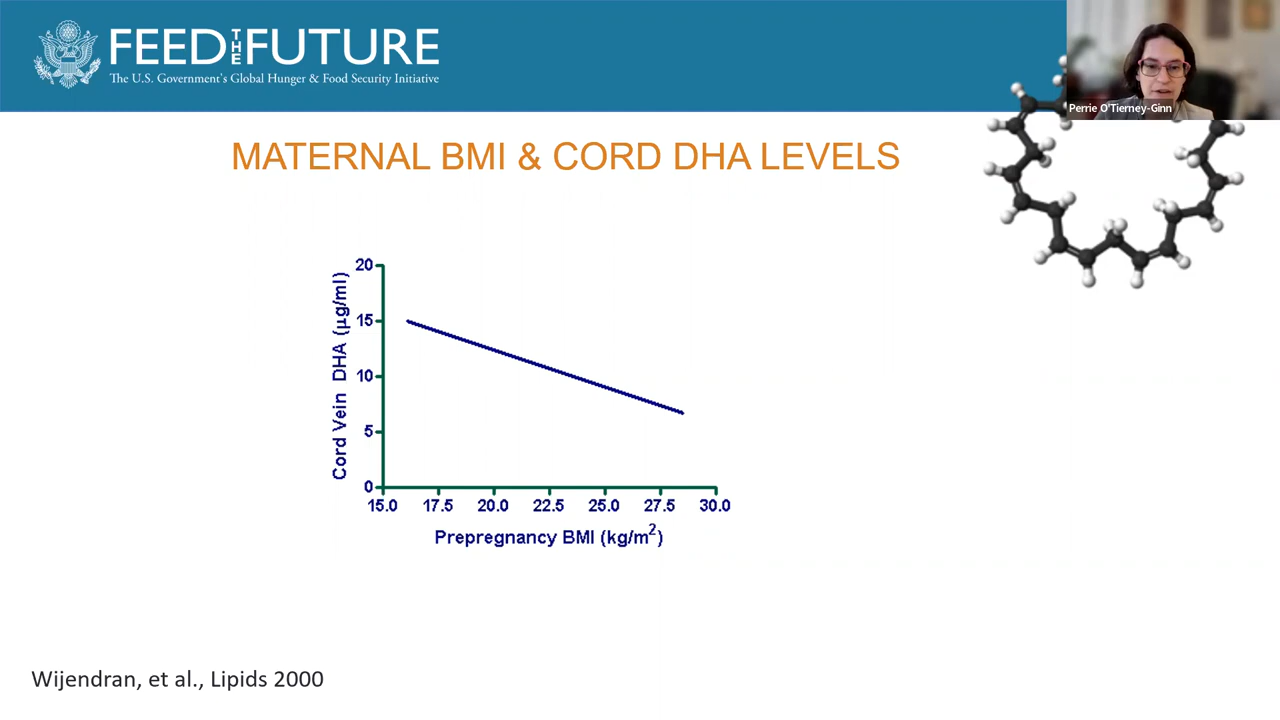 FEED THE FUTURE
The U.S. Government's Global Hunger & Food Security Initiative
Perrie O'Tierney-Ginn
MATERNAL BMI & CORD DHA LEVELS
Cord Vein DHA (µg/ml)
20
15
10
5
0
15.0 17.5 20.0 22.5 25.0 27.5 30.0
Prepregnancy BMI (kg/m²)
Wijendran, et al., Lipids 2000